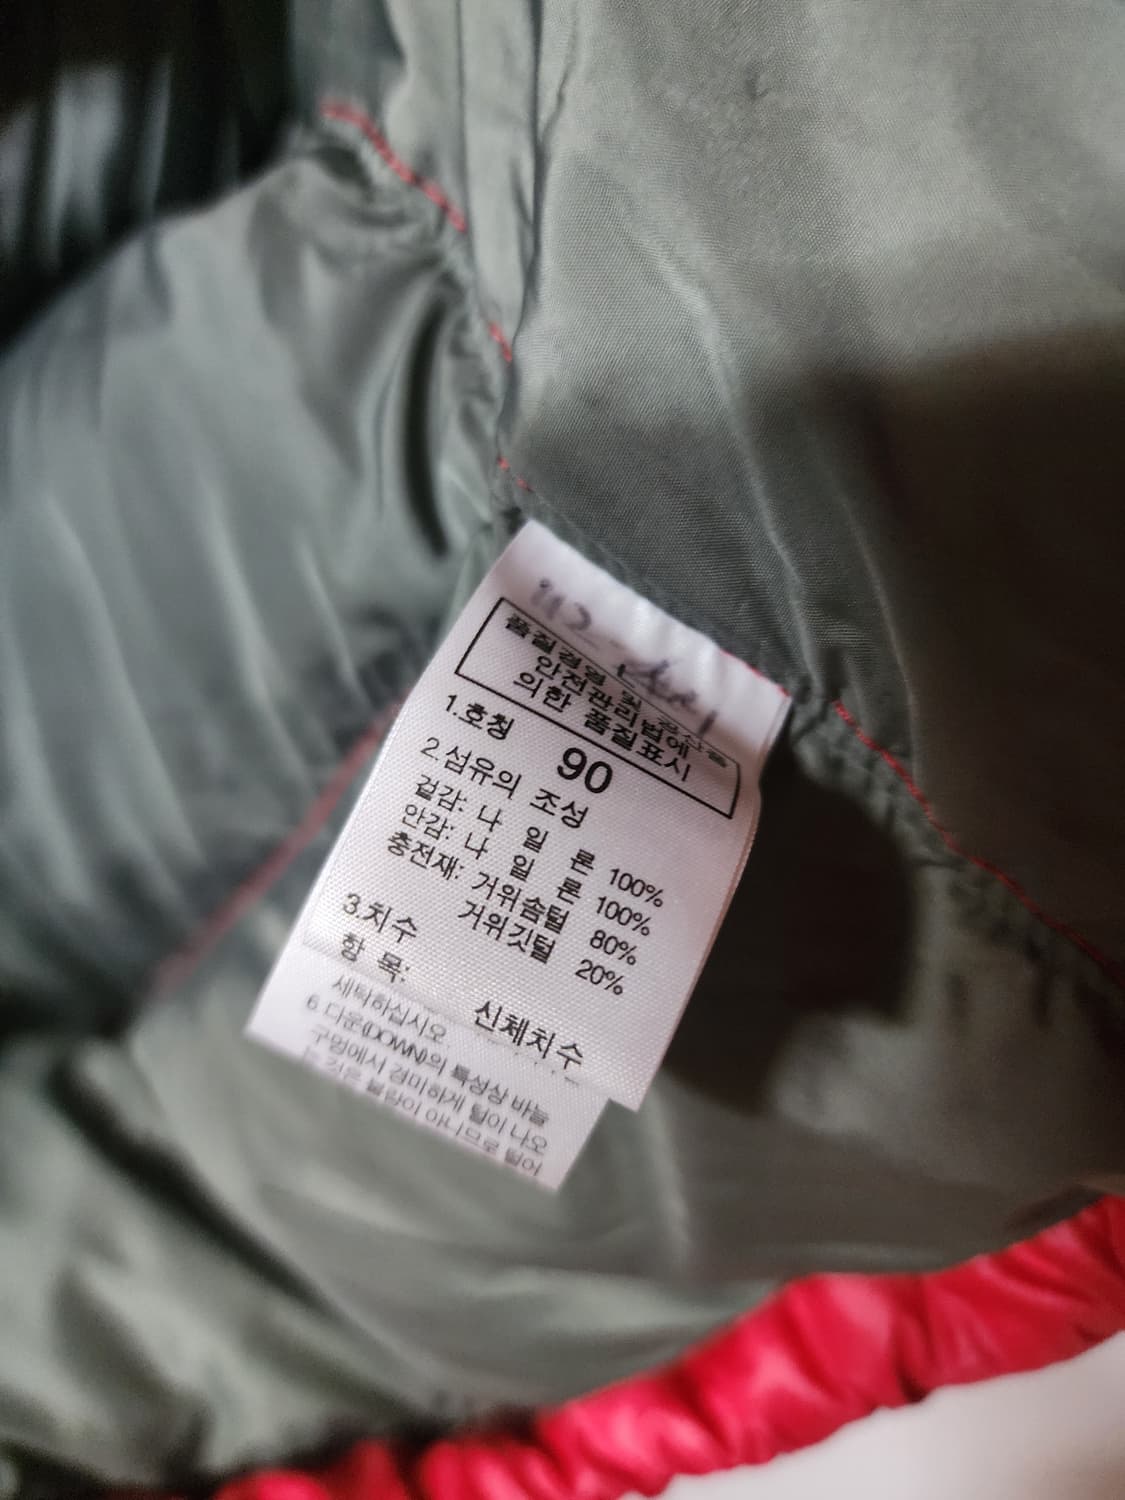 품질경영 및 공산품
안전관리법에
의한 품질표시
1.호칭 90
2.섬유의 조성
겉감: 나 일 론 100%
안감: 나 일 론 100%
충전재: 거위솜털 80%
거위깃털 20%
3.치수
항 목: 신체치수
세탁하십시오
6. 다운(DOWN)의 특성상 바늘
구멍에서 경미하게 털이 나오
는 것은 불량이 아니므로 털어